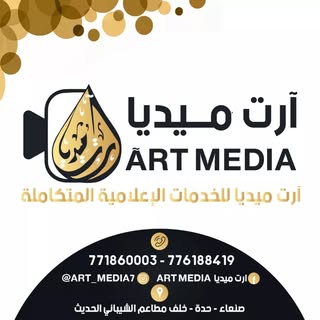 آرت ميديا
ART MEDIA
آرت ميديا للخدمات الإعلامية المتكاملة
771860003 - 776188419
@ART_MEDIA7 ART MEDIA آرت ميديا
صنعاء - حدة - خلف مطاعم الشيباني الحديث